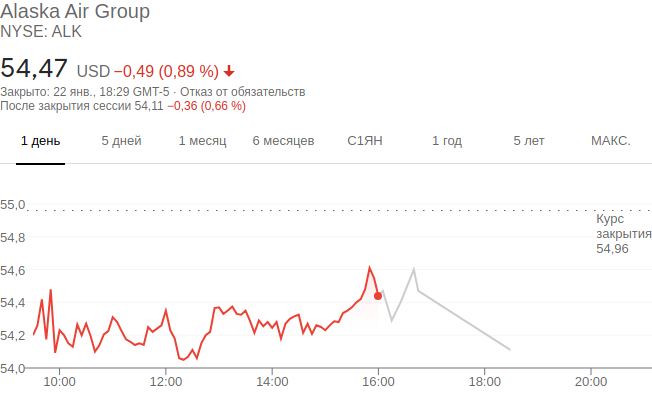 Alaska Air Group
NYSE: ALK
54,47 USD −0,49 (0,89 %)
Закрыто: 22 янв., 18:29 GMT-5 · Отказ от обязательств
После закрытия сессии 54,11 −0,36 (0,66 %)
1 день 5 дней 1 месяц 6 месяцев С1ЯН 1 год 5 лет МАКС.
55,0
Курс
закрытия
54,96
54,8
54,6
54,4
54,2
54,0
10:00 12:00 14:00 16:00 18:00 20:00